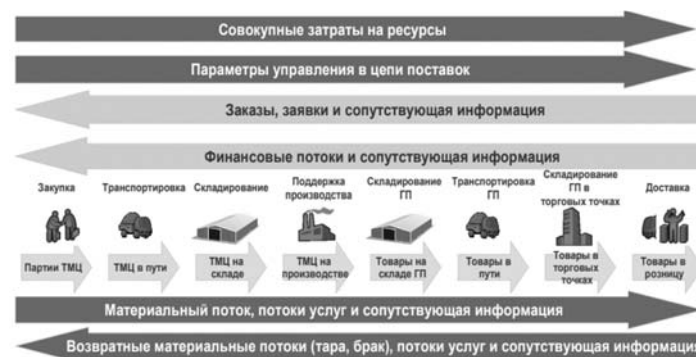 Совокупные затраты на ресурсы
Параметры управления в цепи поставок
Заказы, заявки и сопутствующая информация
Финансовые потоки и сопутствующая информация
Закупка
Транспортировка
Складирование
Поддержка
производства
Складирование
ГП
Транспортировка
ГП
Складирование
ГП в
торговых точках
Доставка
Партии ТМЦ
ТМЦ в пути
ТМЦ на
складе
ТМЦ на
производстве
Товары на
складе ГП
Товары в
пути
Товары в
торговых
точках
Товары в
розницу
Материальный поток, потоки услуг и сопутствующая информация
Возвратные материальные потоки (тара, брак), потоки услуг и сопутствующая информация